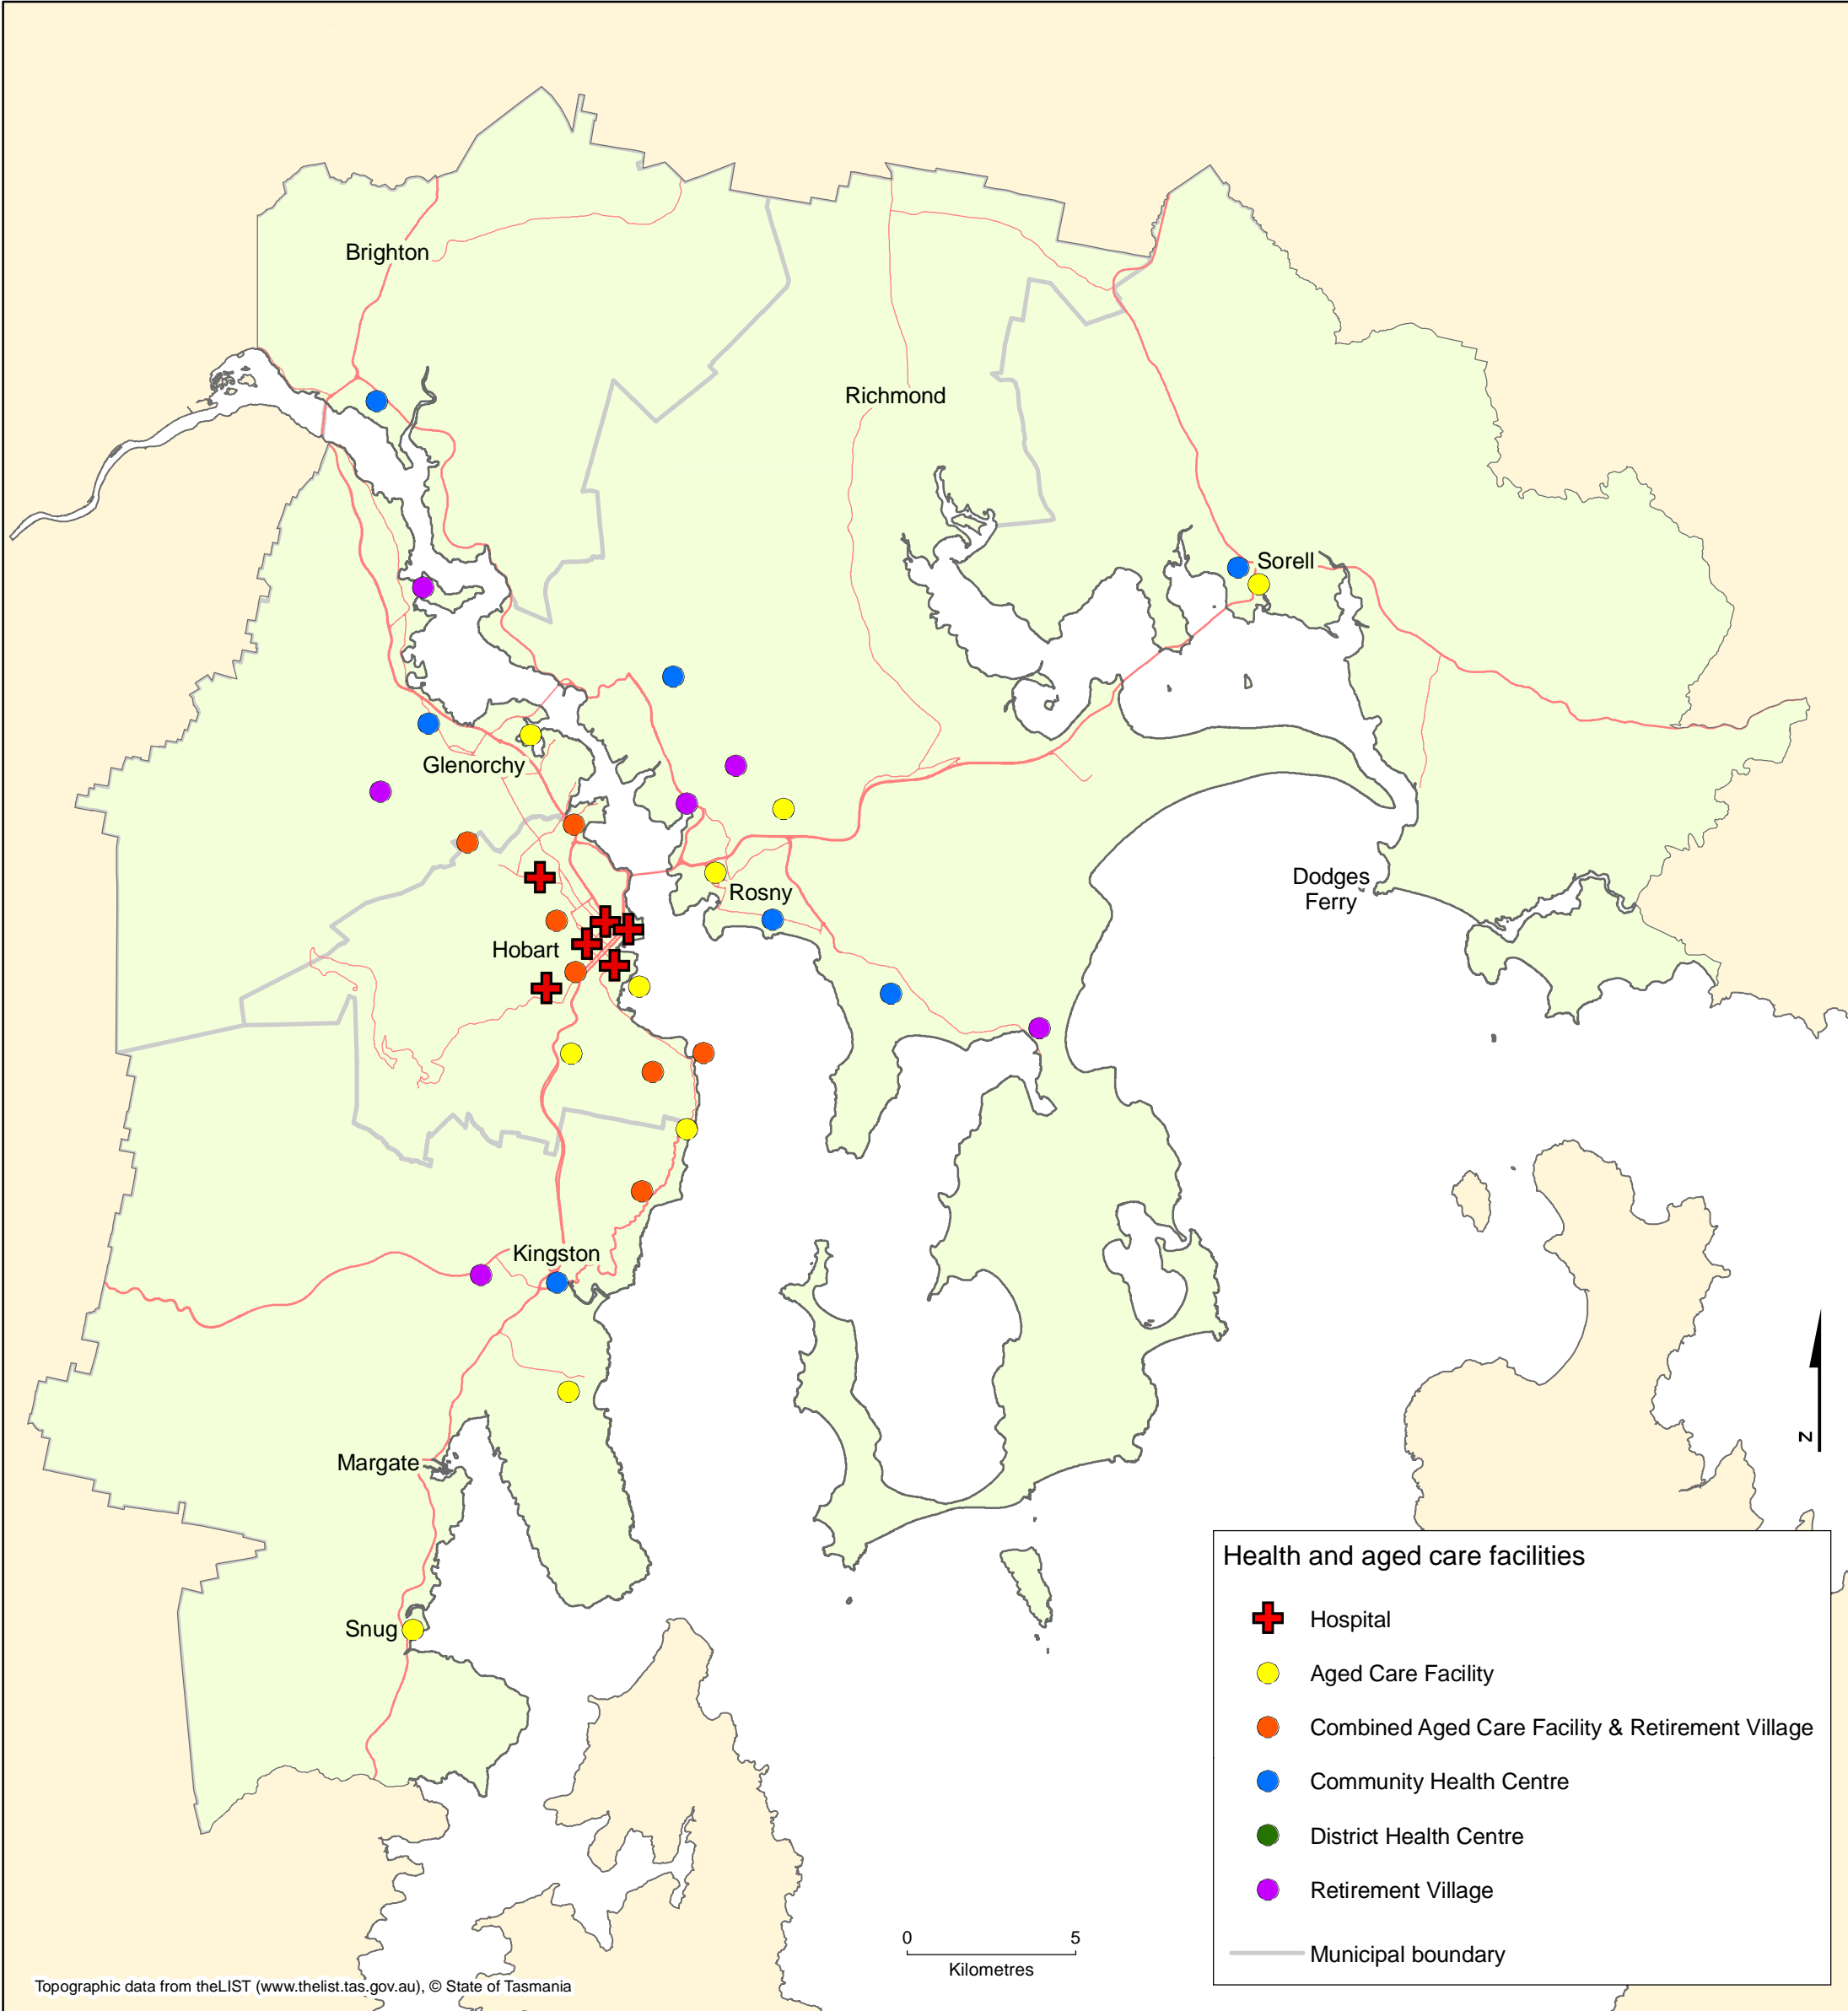 Brighton
Richmond
Sorell
Glenorchy
Dodges
Ferry
Rosny
Hobart
Kingston
Margate
Snug
Z
Health and aged care facilities
Hospital
Aged Care Facility
Combined Aged Care Facility & Retirement Village
Community Health Centre
District Health Centre
Retirement Village
Municipal boundary
0 5
Kilometres
Topographic data from theLIST (www.thelist.tas.gov.au), © State of Tasmania